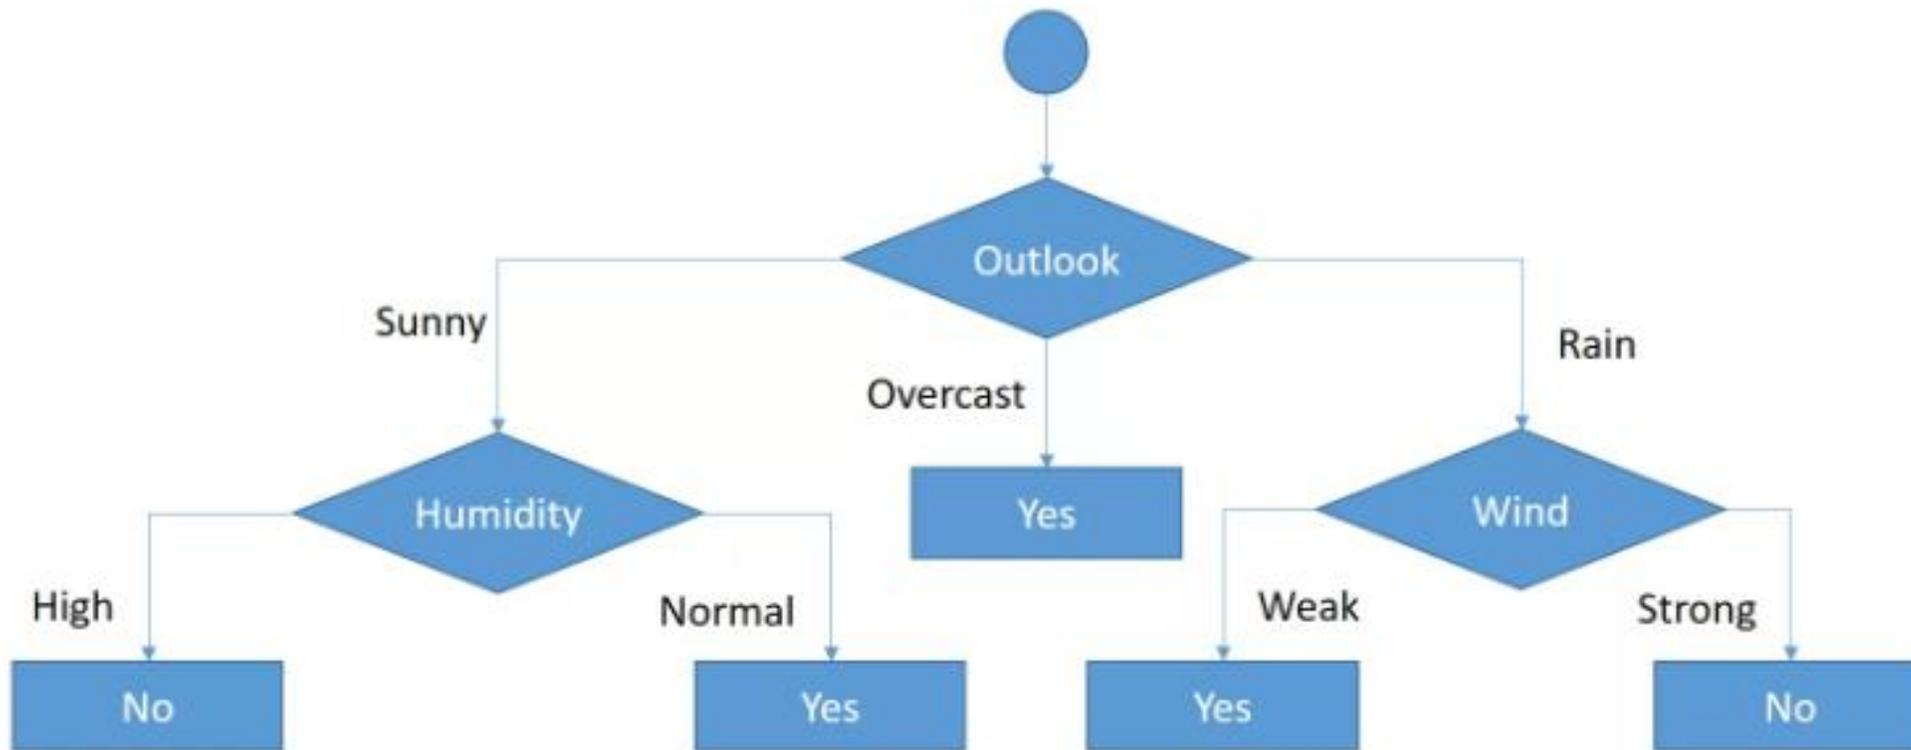 Outlook
Sunny
Overcast
Rain
Humidity
Yes
Wind
High
Normal
Weak
Strong
No
Yes
Yes
No